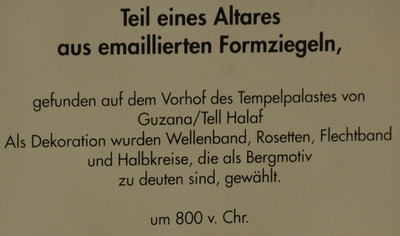 Teil eines Altares
aus emaillierten Formziegeln,
gefunden auf dem Vorhof des Tempelpalastes von
Guzana/Tell Halaf
Als Dekoration wurden Wellenband, Rosetten, Flechtband
und Halbkreise, die als Bergmotiv
zu deuten sind, gewählt.
um 800 v. Chr.